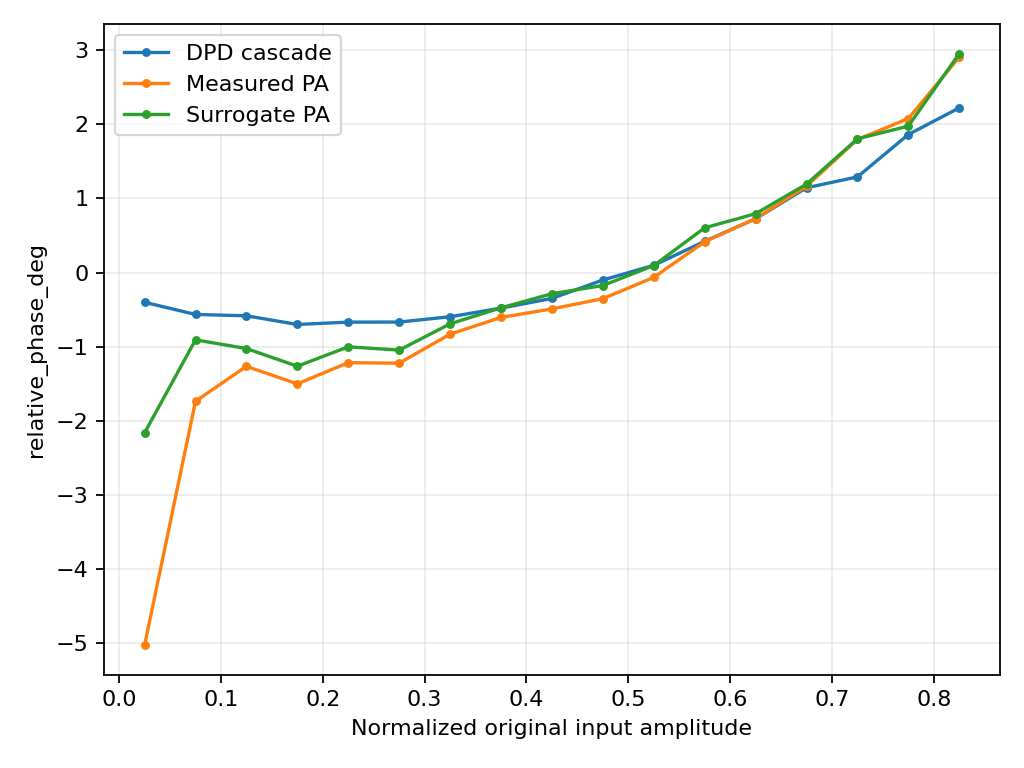 DPD cascade
Measured PA
Surrogate PA
3
2
1
0
−1
−2
−3
−4
−5
relative_phase_deg
0.0 0.1 0.2 0.3 0.4 0.5 0.6 0.7 0.8
Normalized original input amplitude